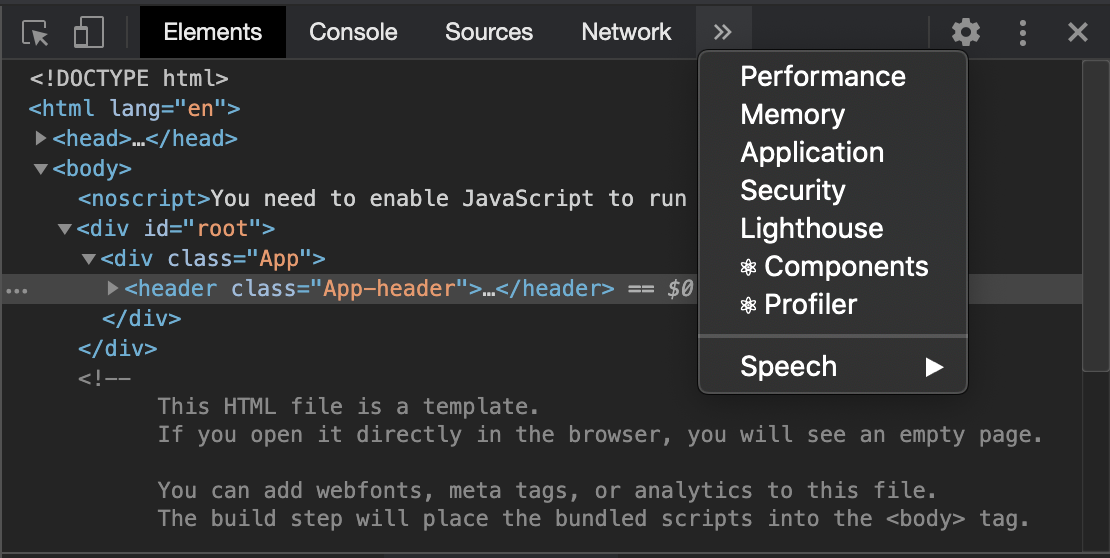 Elements Console Sources Network »
Performance
Memory
Application
Security
Lighthouse
⚛ Components
⚛ Profiler
Speech ▶
<!DOCTYPE html>
<html lang="en">
▶<head>…</head>
▼<body>
<noscript>You need to enable JavaScript to run
▼<div id="root">
▼<div class="App">
…▶<header class="App-header">…</header> == $0
</div>
</div>
<!--
This HTML file is a template.
If you open it directly in the browser, you will see an empty page.
You can add webfonts, meta tags, or analytics to this file.
The build step will place the bundled scripts into the <body> tag.